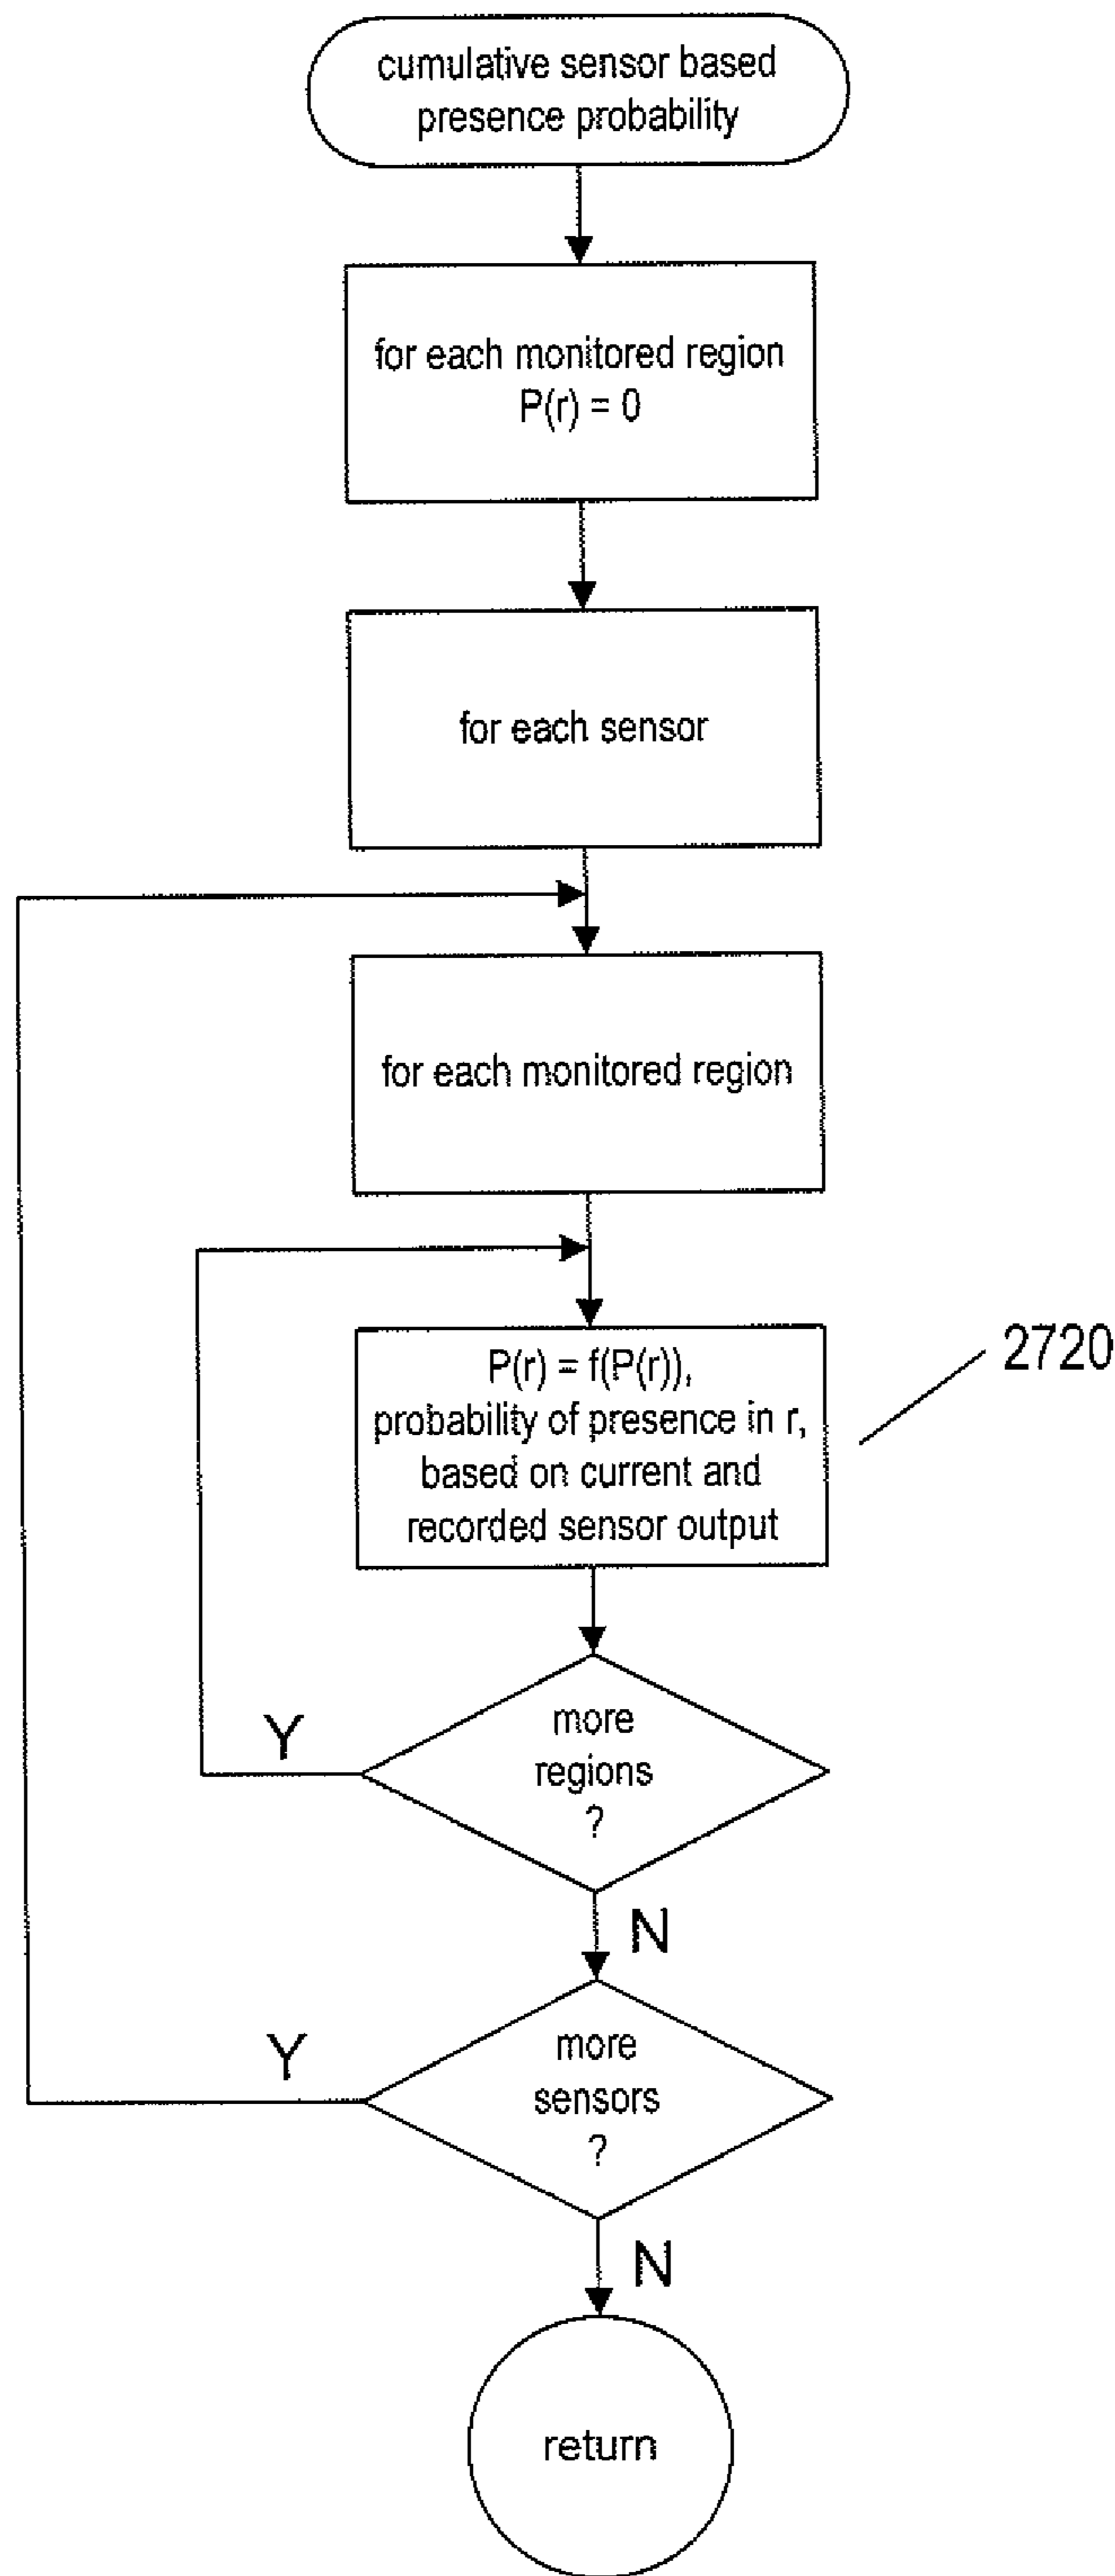 cumulative sensor based
presence probability
for each monitored region
P(r) = 0
for each sensor
for each monitored region
P(r) = f(P(r)),
probability of presence in r,
based on current and
recorded sensor output
2720
more
regions
?
Y
N
more
sensors
?
Y
N
return